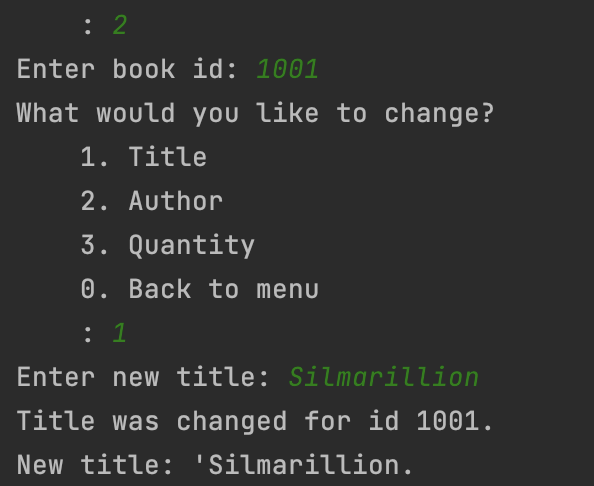 : 2
Enter book id: 1001
What would you like to change?
1. Title
2. Author
3. Quantity
0. Back to menu
: 1
Enter new title: Silmarillion
Title was changed for id 1001.
New title: 'Silmarillion.